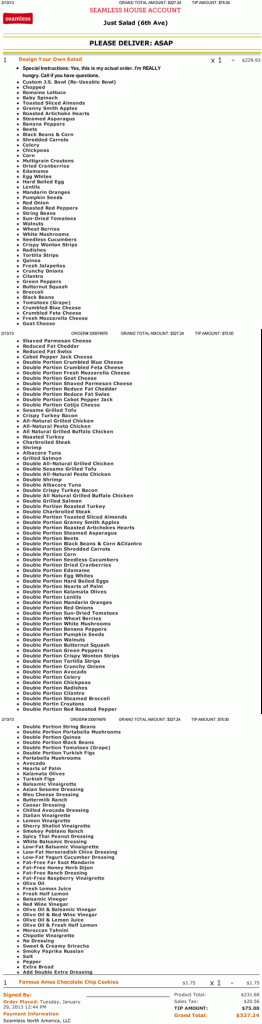 2/13/13 GRAND TOTAL AMOUNT: $327.24 TIP AMOUNT: $75.00
SEAMLESS HOUSE ACCOUNT
seamless
Just Salad (6th Ave)
PLEASE DELIVER: ASAP
1 Design Your Own Salad x 1 = $229.93
• Special Instructions: Yes, this is my actual order. I'm REALLY
hungry. Call if you have questions.
• Custom J.S. Bowl (Re-Useable Bowl)
• Chopped
• Romaine Lettuce
• Baby Spinach
• Toasted Sliced Almonds
• Granny Smith Apples
• Roasted Artichoke Hearts
• Steamed Asparagus
• Banana Peppers
• Beets
• Black Beans & Corn
• Shredded Carrots
• Celery
• Chickpeas
• Corn
• Multigrain Croutons
• Dried Cranberries
• Edamame
• Egg Whites
• Hard Boiled Egg
• Lentils
• Mandarin Oranges
• Pumpkin Seeds
• Red Onion
• Roasted Red Peppers
• String Beans
• Sun-Dried Tomatoes
• Walnuts
• Wheat Berries
• White Mushrooms
• Seedless Cucumbers
• Crispy Wonton Strips
• Radishes
• Tortilla Strips
• Quinoa
• Fresh Jalapeños
• Crunchy Onions
• Cilantro
• Green Peppers
• Butternut Squash
• Broccoli
• Black Beans
• Tomatoes (Grape)
• Crumbled Blue Cheese
• Crumbled Feta Cheese
• Fresh Mozzarella Cheese
• Goat Cheese
2/13/13 GRAND TOTAL AMOUNT: $327.24 TIP AMOUNT: $75.00
• Shaved Parmesan Cheese
• Reduced Fat Cheddar
• Reduced Fat Swiss
• Cabot Pepper Jack Cheese
• Double Portion Crumbled Blue Cheese
• Double Portion Crumbled Feta Cheese
• Double Portion Fresh Mozzarella Cheese
• Double Portion Goat Cheese
• Double Portion Shaved Parmesan Cheese
• Double Portion Reduce Fat Cheddar
• Double Portion Reduce Fat Swiss
• Double Portion Cabot Pepper Jack
• Double Portion Cotija Cheese
• Sesame Grilled Tofu
• Crispy Turkey Bacon
• All-Natural Grilled Chicken
• All-Natural Pesto Chicken
• All Natural Grilled Buffalo Chicken
• Roasted Turkey
• Charbroiled Steak
• Shrimp
• Albacore Tuna
• Grilled Salmon
• Double All-Natural Grilled Chicken
• Double Sesame Grilled Tofu
• Double All-Natural Pesto Chicken
• Double Shrimp
• Double Albacore Tuna
• Double Crispy Turkey Bacon
• Double All Natural Grilled Buffalo Chicken
• Double Grilled Salmon
• Double Portion Roasted Turkey
• Double Charbroiled Steak
• Double Portion Toasted Sliced Almonds
• Double Portion Granny Smith Apples
• Double Portion Roasted Artichokes Hearts
• Double Portion Steamed Asparagus
• Double Portion Beets
• Double Portion Black Beans & Corn &Cilantro
• Double Portion Shredded Carrots
• Double Portion Corn
• Double Portion Seedless Cucumbers
• Double Portion Dried Cranberries
• Double Portion Edamame
• Double Portion Egg Whites
• Double Portion Hard Boiled Eggs
• Double Portion Hearts of Palm
• Double Portion Kalamata Olives
• Double Portion Lentils
• Double Portion Mandarin Oranges
• Double Portion Red Onions
• Double Portion Sun-Dried Tomatoes
• Double Portion Wheat Berries
• Double Portion White Mushrooms
• Double Portion Banana Peppers
• Double Portion Pumpkin Seeds
• Double Portion Walnuts
• Double Portion Butternut Squash
• Double Portion Green Peppers
• Double Portion Crispy Wonton Strips
• Double Portion Tortilla Strips
• Double Portion Crunchy Onions
• Double Portion Avocado
• Double Portion Celery
• Double Portion Chickpeas
• Double Portion Radishes
• Double Portion Cilantro
• Double Portion Steamed Broccoli
• Double Portin Croutons
• Double Portion Red Roasted Pepper
2/13/13 GRAND TOTAL AMOUNT: $327.24 TIP AMOUNT: $75.00
• Double Portion String Beans
• Double Portion Portabella Mushrooms
• Double Portion Quinoa
• Double Portion Black Beans
• Double Portion Tomatoes (Grape)
• Double Portion Turkish Figs
• Portabella Mushrooms
• Avocado
• Hearts of Palm
• Kalamata Olives
• Turkish Figs
• Balsamic Vinaigrette
• Asian Sesame Dressing
• Bleu Cheese Dressing
• Buttermilk Ranch
• Caesar Dressing
• Chilled Avocado Dressing
• Italian Vinaigrette
• Lemon Vinaigrette
• Sherry Shallot Vinaigrette
• Smokey Poblano Ranch
• Spicy Thai Peanut Dressing
• White Balsamic Dressing
• Low-Fat Balsamic Vinaigrette
• Low-Fat Horseradish Chive Dressing
• Low-Fat Yogurt Cucumber Dressing
• Fat-Free Far East Mandarin
• Fat-Free Honey Herb Dijon
• Fat-Free Ranch Dressing
• Fat-Free Raspberry Vinaigrette
• Olive Oil
• Fresh Lemon Juice
• Fresh Half Lemon
• Balsamic Vinegar
• Red Wine Vinegar
• Olive Oil & Balsamic Vinegar
• Olive Oil & Red Wine Vinegar
• Olive Oil & Lemon Juice
• Olive Oil & Fresh Half Lemon
• Moroccan Tahini
• Chipotle Vinaigrette
• No Dressing
• Sweet & Creamy Sriracha
• Smoky Paprika Russian
• Salt
• Pepper
• Extra Bread
• Add Double Extra Dressing
1 Famous Amos Chocolate Chip Cookies $1.75 x 1 = $1.75
Signed By:
Product Total: $231.68
Order Placed: Tuesday, January
29, 2013 12:44 PM
Sales Tax: $20.56
TIP AMOUNT: $75.00
Payment Information
Grand Total: $327.24
Seamless North America, LLC